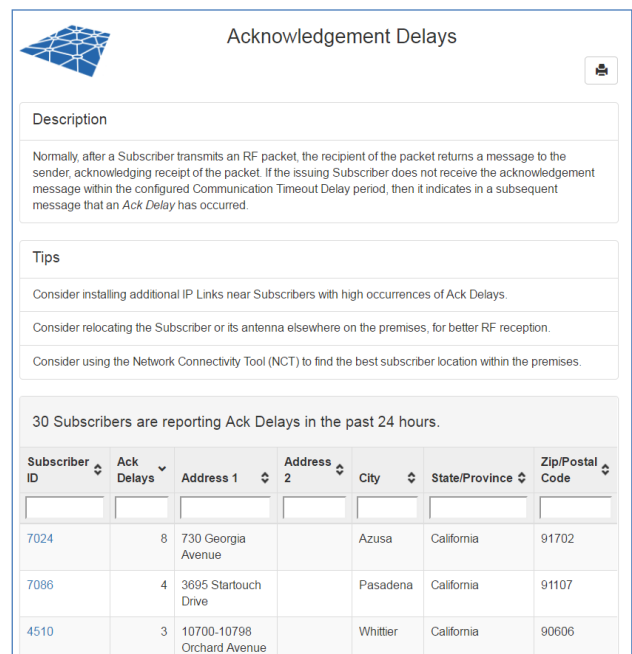 Acknowledgement Delays
Description
Normally, after a Subscriber transmits an RF packet, the recipient of the packet returns a message to the
sender, acknowledging receipt of the packet. If the issuing Subscriber does not receive the acknowledgement
message within the configured Communication Timeout Delay period, then it indicates in a subsequent
message that an Ack Delay has occurred.
Tips
Consider installing additional IP Links near Subscribers with high occurrences of Ack Delays.
Consider relocating the Subscriber or its antenna elsewhere on the premises, for better RF reception.
Consider using the Network Connectivity Tool (NCT) to find the best subscriber location within the premises.
30 Subscribers are reporting Ack Delays in the past 24 hours.
Subscriber ID Ack Delays Address 1 Address 2 City State/Province Zip/Postal Code
7024 8 730 Georgia Avenue Azusa California 91702
7086 4 3695 Startouch Drive Pasadena California 91107
4510 3 10700-10798 Orchard Avenue Whittier California 90606